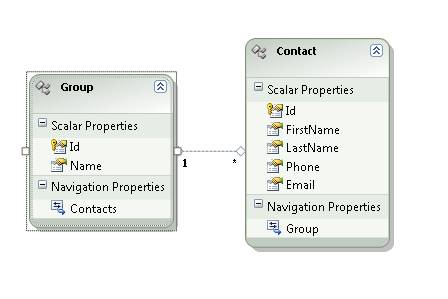 Group
Scalar Properties
Id
Name
Navigation Properties
Contacts
1
*
Contact
Scalar Properties
Id
FirstName
LastName
Phone
Email
Navigation Properties
Group